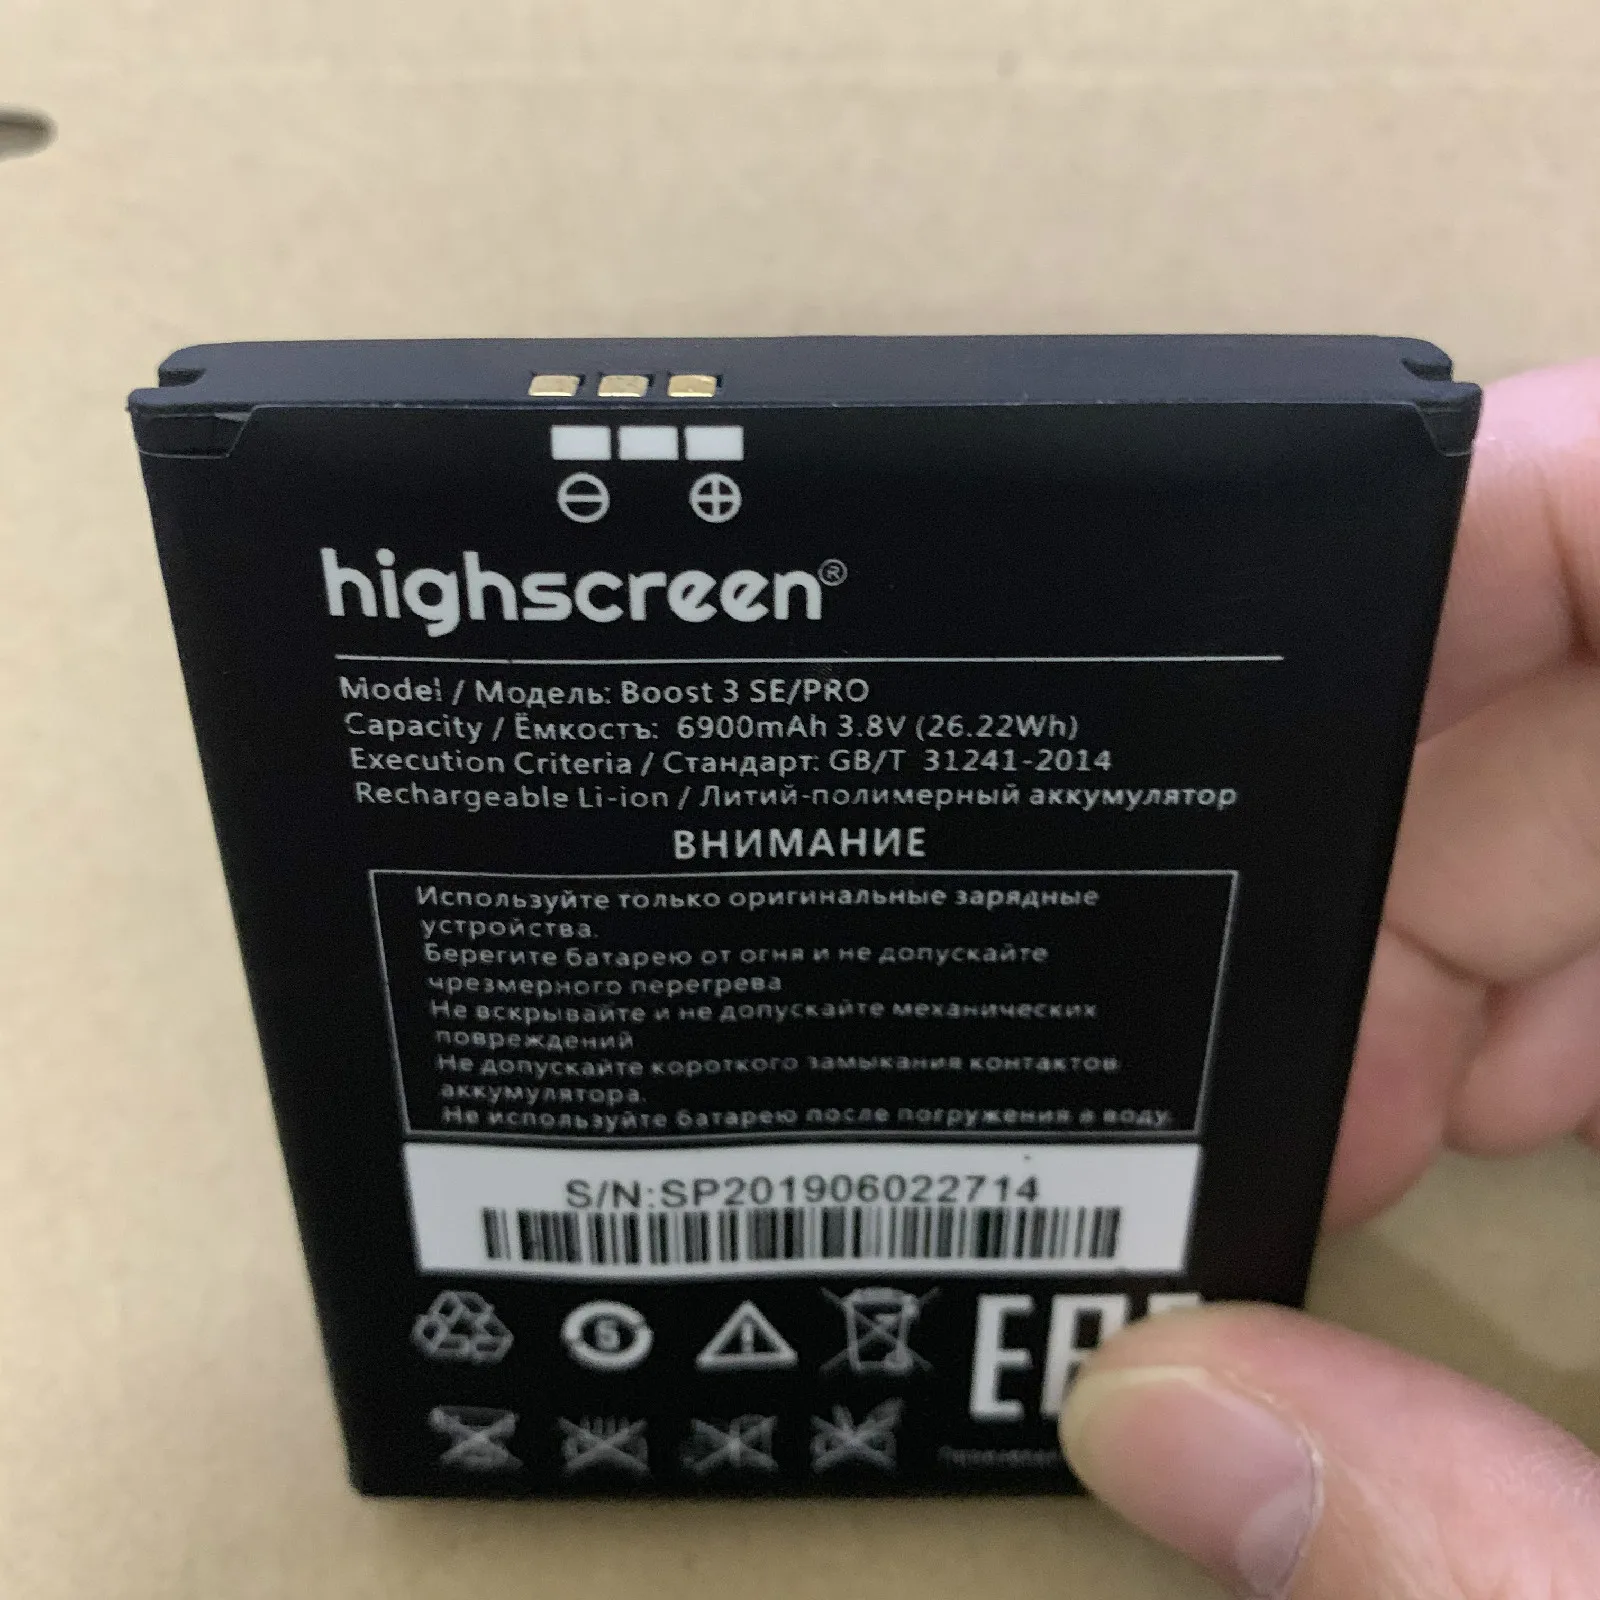 highscreen®
Model / Модель: Boost 3 SE/PRO
Capacity / Ёмкость: 6900mAh 3.8V (26.22Wh)
Execution Criteria / Стандарт: GB/T 31241-2014
Rechargeable Li-ion / Литий-полимерный аккумулятор
ВНИМАНИЕ
Используйте только оригинальные зарядные
устройства.
Берегите батарею от огня и не допускайте
чрезмерного перегрева
Не вскрывайте и не допускайте механических
повреждений
Не допускайте короткого замыкания контактов
аккумулятора.
Не используйте батарею после погружения в воду.
S/N:SP201906022714